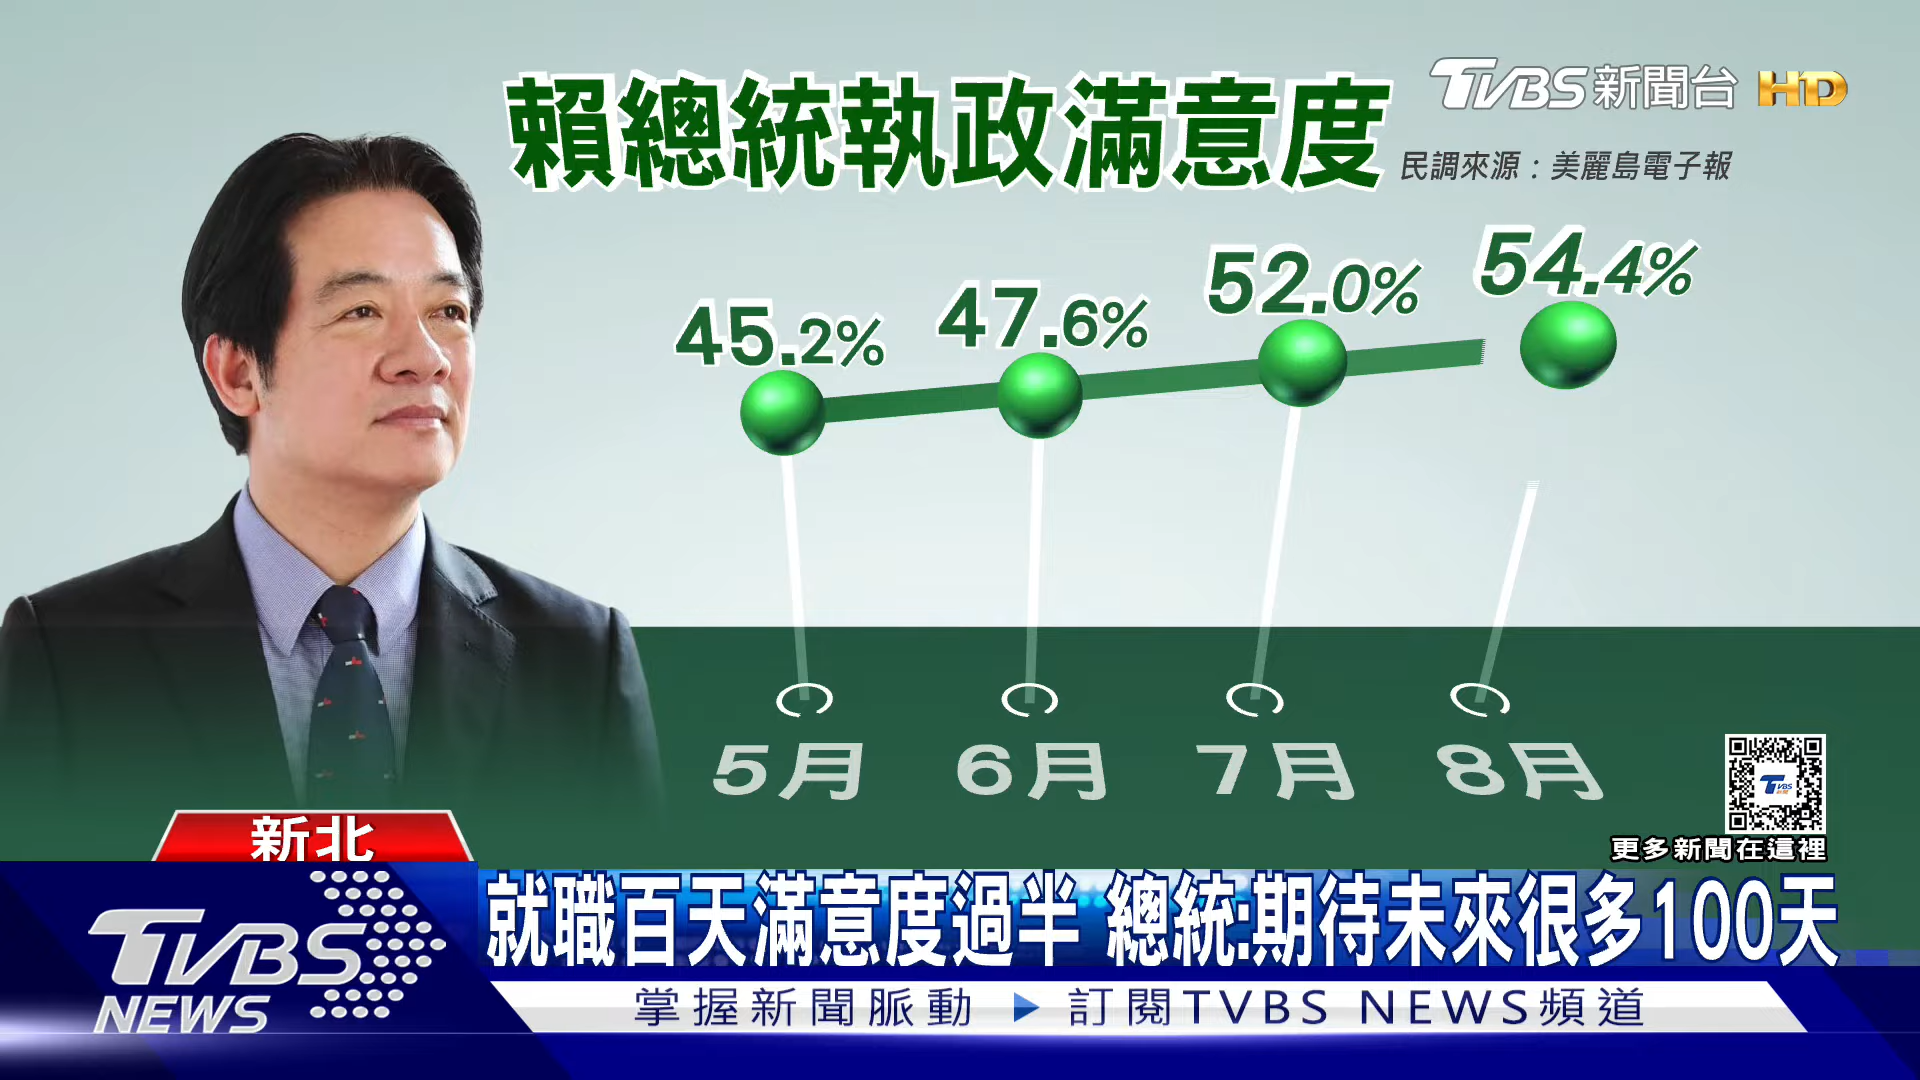 賴總統執政滿意度
TVBS新聞台 HD
民調來源：美麗島電子報
45.2%
47.6%
52.0%
54.4%
5月
6月
7月
8月
TVBS
新聞
更多新聞在這裡
新北
就職百天滿意度過半 總統:期待未來很多100天
TVBS
NEWS
掌握新聞脈動 ▶ 訂閱TVBS NEWS頻道